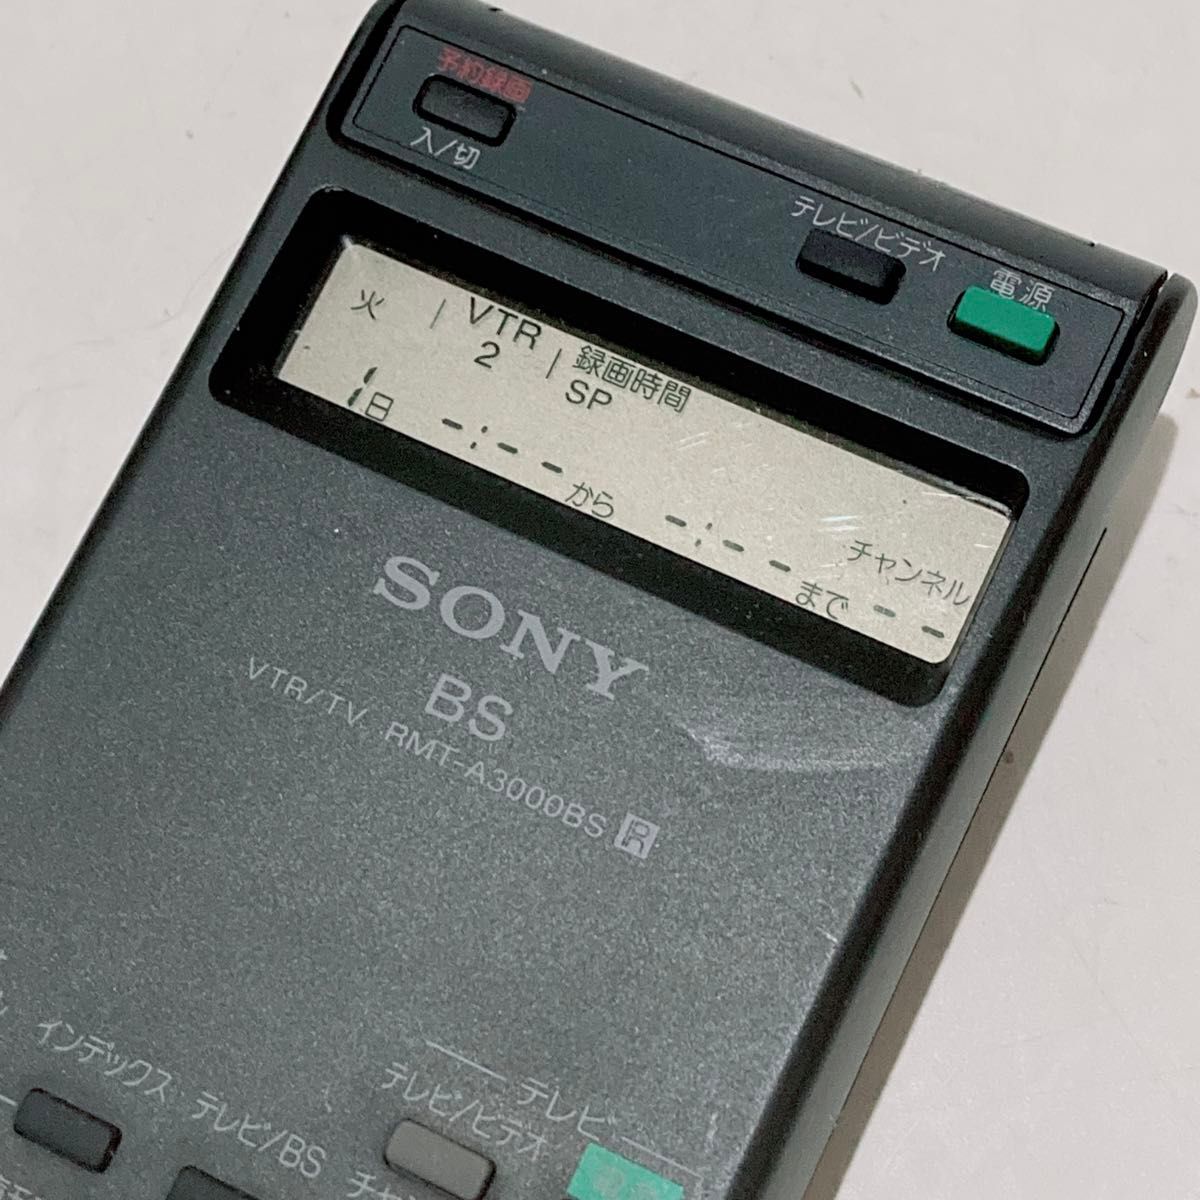 予約録画
入/切
テレビ/ビデオ
電源
火 VTR 2 録画時間 SP
1日 -:-- から -:-- まで チャンネル --
SONY
BS
VTR/TV RMT-A3000BS R
インデックス テレビ/BS テレビ/ビデオ テレビ